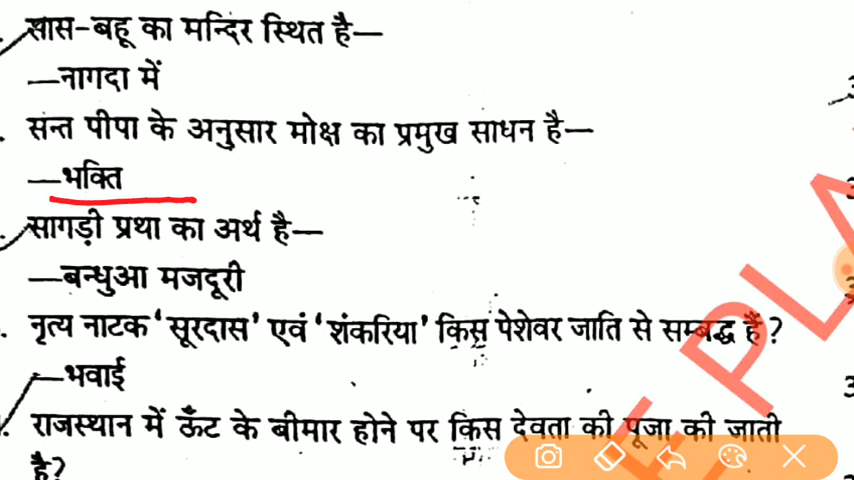 सास-बहू का मन्दिर स्थित है—
—नागदा में
सन्त पीपा के अनुसार मोक्ष का प्रमुख साधन है—
—भक्ति
सागड़ी प्रथा का अर्थ है—
—बन्धुआ मजदूरी
नृत्य नाटक 'सूरदास' एवं 'शंकरिया' किस पेशेवर जाति से सम्बद्ध हैं?
—भवाई
राजस्थान में ऊँट के बीमार होने पर किस देवता की पूजा की जाती
है?
E PLA